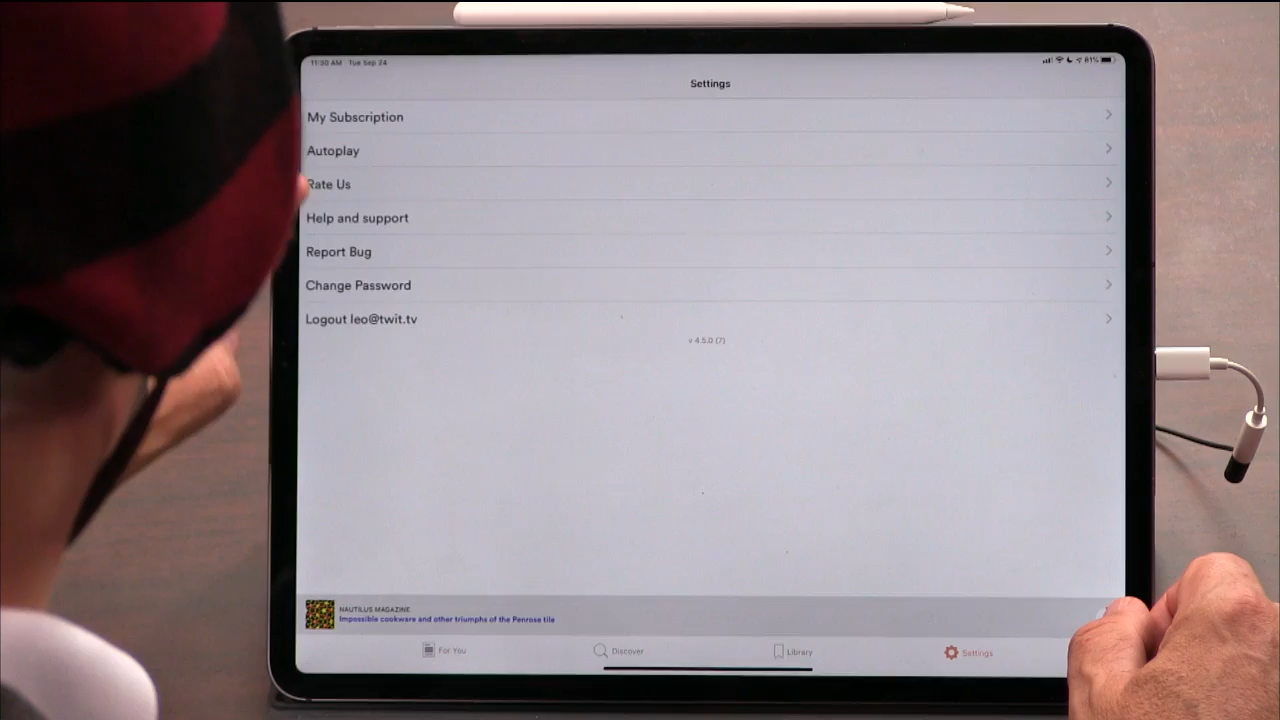 11:30 AM Tue Sep 24
81%
Settings
My Subscription
Autoplay
Rate Us
Help and support
Report Bug
Change Password
Logout leo@twit.tv
v 4.5.0 (7)
NAUTILUS MAGAZINE
Impossible cookware and other triumphs of the Penrose tile
For You
Discover
Library
Settings